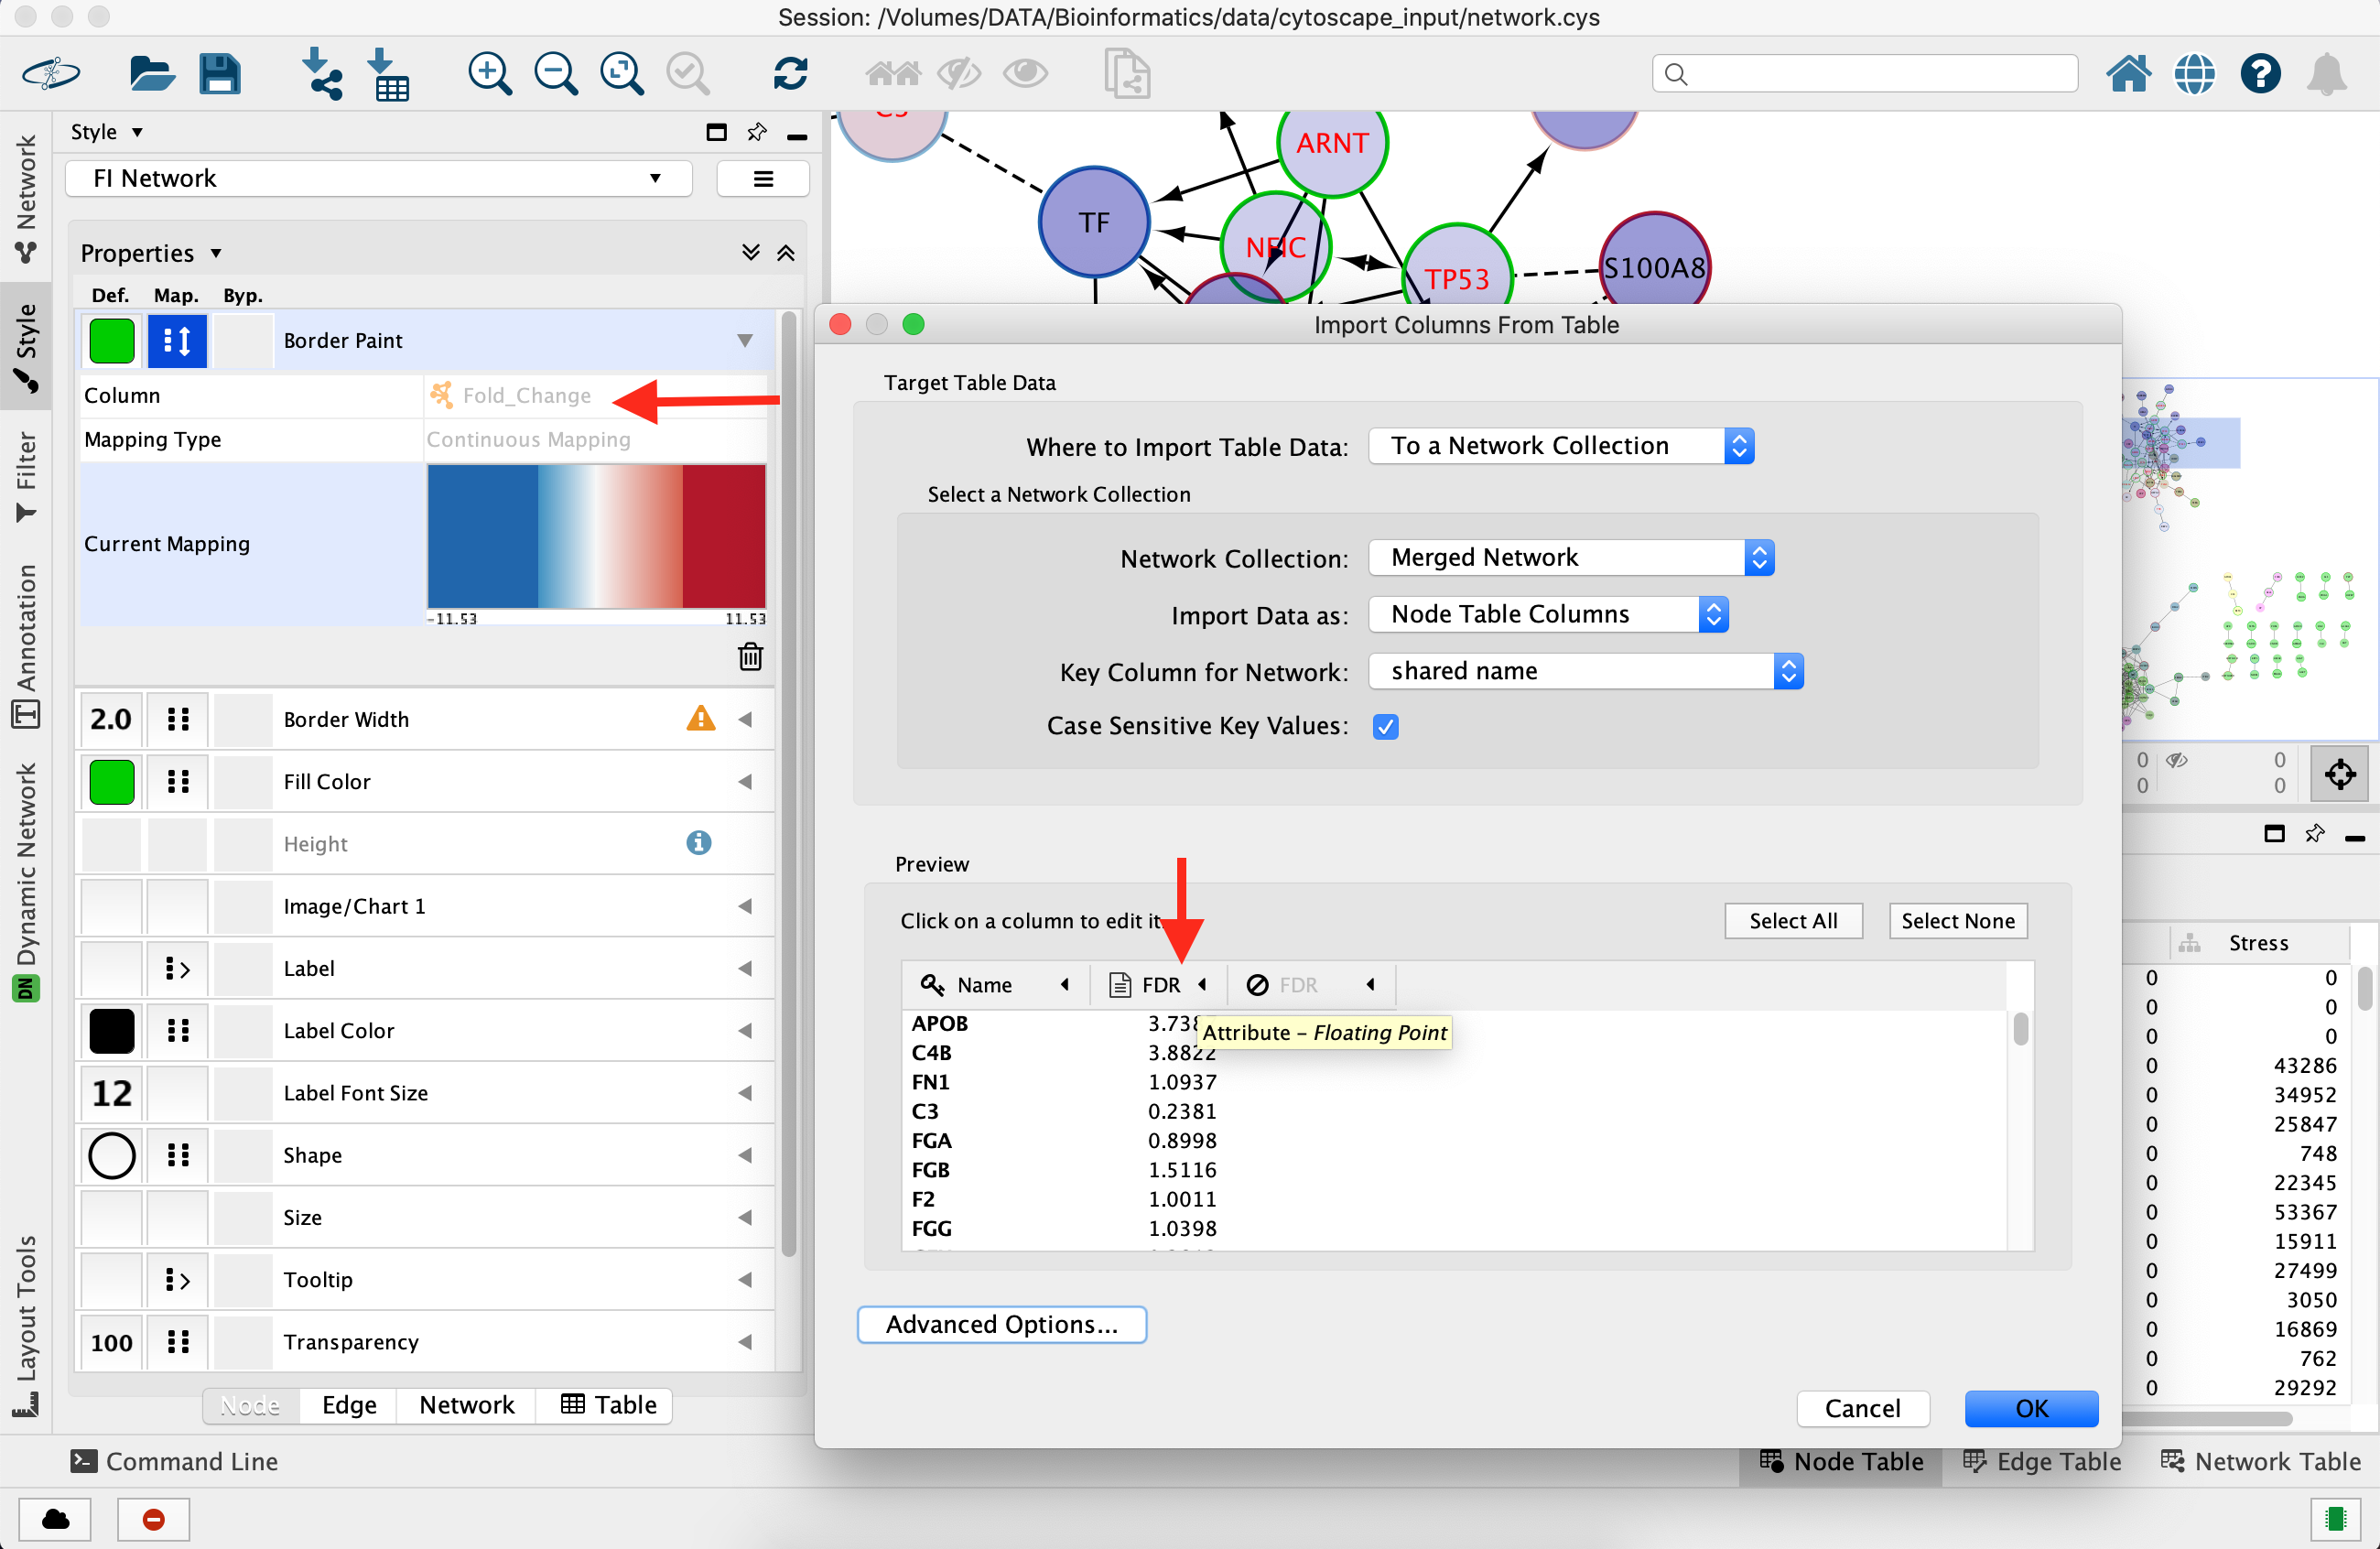 Session: /Volumes/DATA/Bioinformatics/data/cytoscape_input/network.cys
Network
Style
Filter
Annotation
Dynamic Network
DN
Layout Tools
Style
FI Network
Properties
Def. Map. Byp.
Border Paint
Column Fold_Change
Mapping Type Continuous Mapping
Current Mapping
-11.53 11.53
2.0 Border Width
Fill Color
Height
Image/Chart 1
Label
Label Color
12 Label Font Size
Shape
Size
Tooltip
100 Transparency
Node Edge Network Table
C3
ARNT
TF
NFIC
TP53
S100A8
Import Columns From Table
Target Table Data
Where to Import Table Data: To a Network Collection
Select a Network Collection
Network Collection: Merged Network
Import Data as: Node Table Columns
Key Column for Network: shared name
Case Sensitive Key Values:
Preview
Click on a column to edit it.
Select All Select None
Name FDR FDR
Attribute – Floating Point
APOB
C4B 3.8822
FN1 1.0937
C3 0.2381
FGA 0.8998
FGB 1.5116
F2 1.0011
FGG 1.0398
Advanced Options...
Cancel OK
0 0
0 0
Stress
0 0
0 0
0 0
0 43286
0 34952
0 25847
0 748
0 22345
0 53367
0 15911
0 27499
0 3050
0 16869
0 762
0 29292
Command Line
Node Table Edge Table Network Table